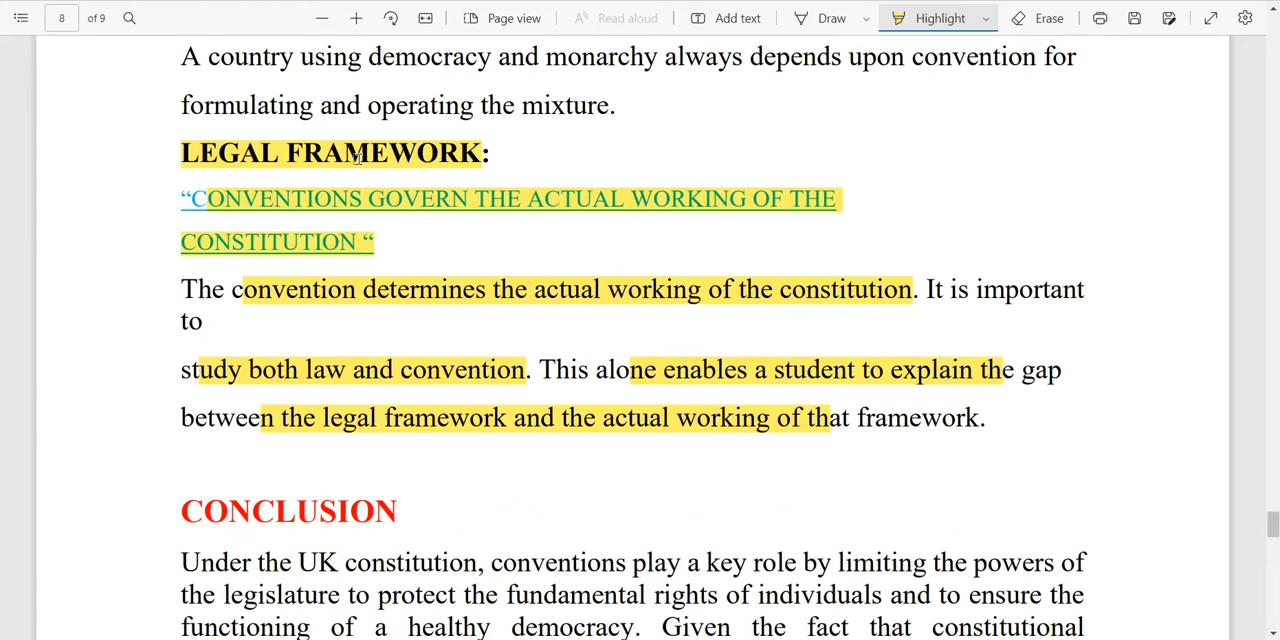 8 of 9 Page view Read aloud Add text Draw Highlight Erase
A country using democracy and monarchy always depends upon convention for
formulating and operating the mixture.
LEGAL FRAMEWORK:
“CONVENTIONS GOVERN THE ACTUAL WORKING OF THE
CONSTITUTION “
The convention determines the actual working of the constitution. It is important
to
study both law and convention. This alone enables a student to explain the gap
between the legal framework and the actual working of that framework.
CONCLUSION
Under the UK constitution, conventions play a key role by limiting the powers of
the legislature to protect the fundamental rights of individuals and to ensure the
functioning of a healthy democracy. Given the fact that constitutional